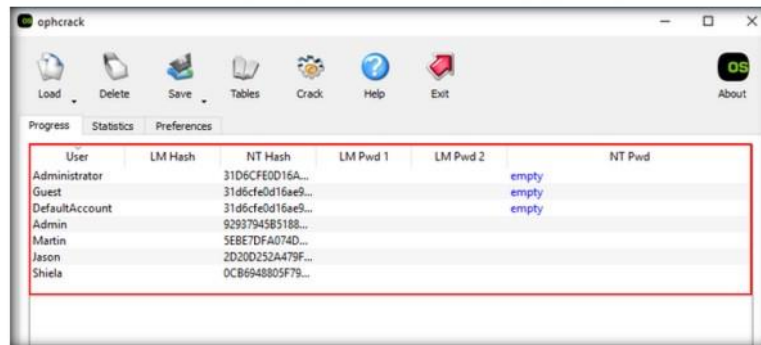 OS ophcrack
Load Delete Save Tables Crack Help Exit About
OS
Progress Statistics Preferences
User LM Hash NT Hash LM Pwd 1 LM Pwd 2 NT Pwd
Administrator 31D6CFE0D16A... empty
Guest 31d6cfe0d16ae9... empty
DefaultAccount 31d6cfe0d16ae9... empty
Admin 92937945B5188...
Martin 5EBE7DFA074D...
Jason 2D20D252A479F...
Shiela 0CB6948805F79...